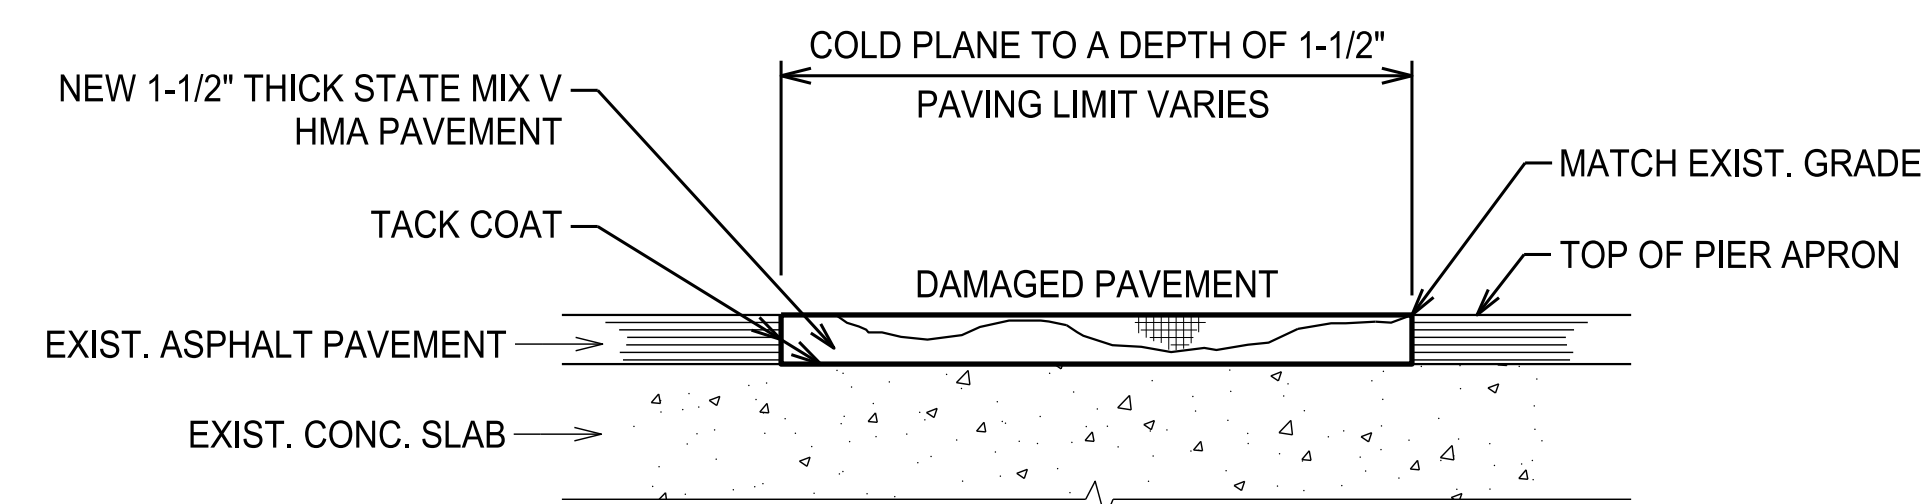 COLD PLANE TO A DEPTH OF 1-1/2"
PAVING LIMIT VARIES
NEW 1-1/2" THICK STATE MIX V
HMA PAVEMENT
TACK COAT
MATCH EXIST. GRADE
TOP OF PIER APRON
DAMAGED PAVEMENT
EXIST. ASPHALT PAVEMENT
EXIST. CONC. SLAB